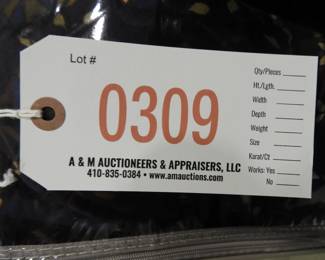 Lot #
0309
A & M AUCTIONEERS & APPRAISERS, LLC
410-835-0384 • www.amauctions.com
Qty/Pieces
Ht./Lgth.
Width
Depth
Weight
Size
Karat/Ct
Works: Yes
No